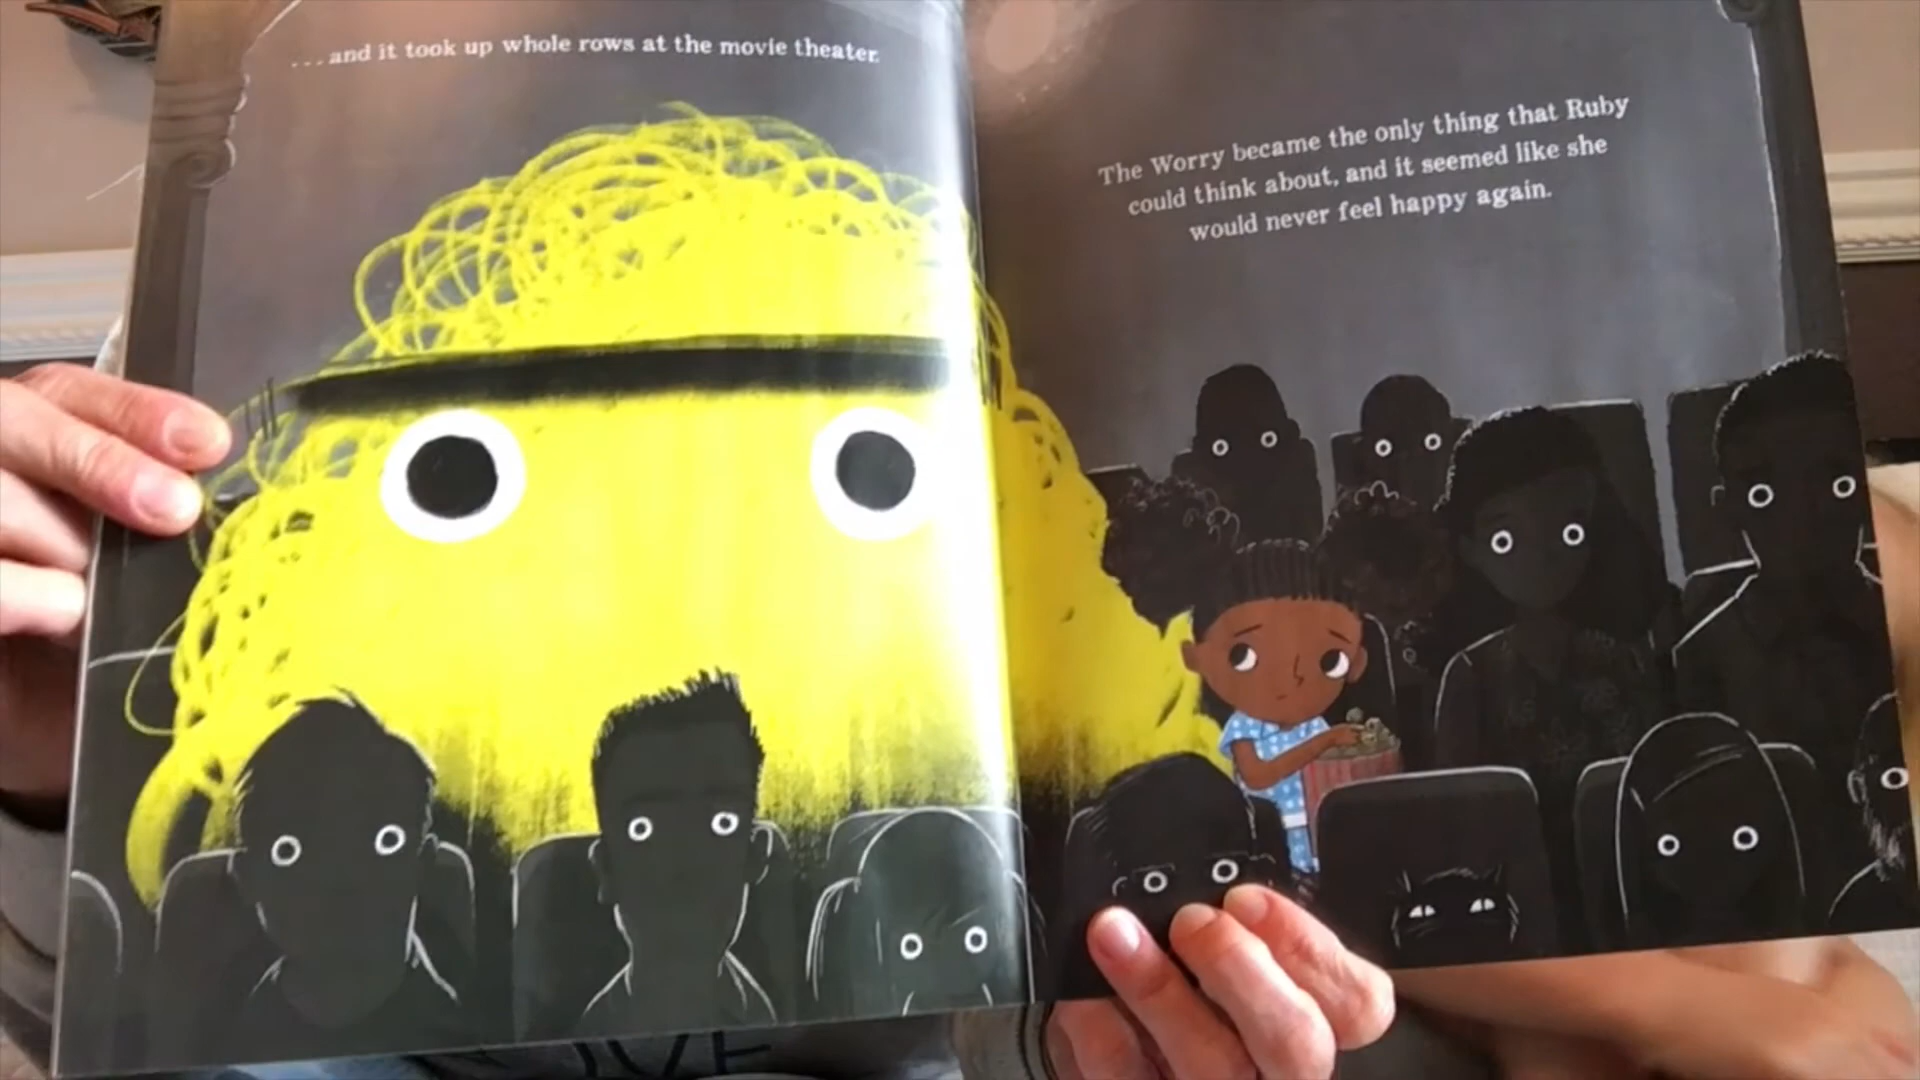 ...and it took up whole rows at the movie theater.
The Worry became the only thing that Ruby
could think about, and it seemed like she
would never feel happy again.